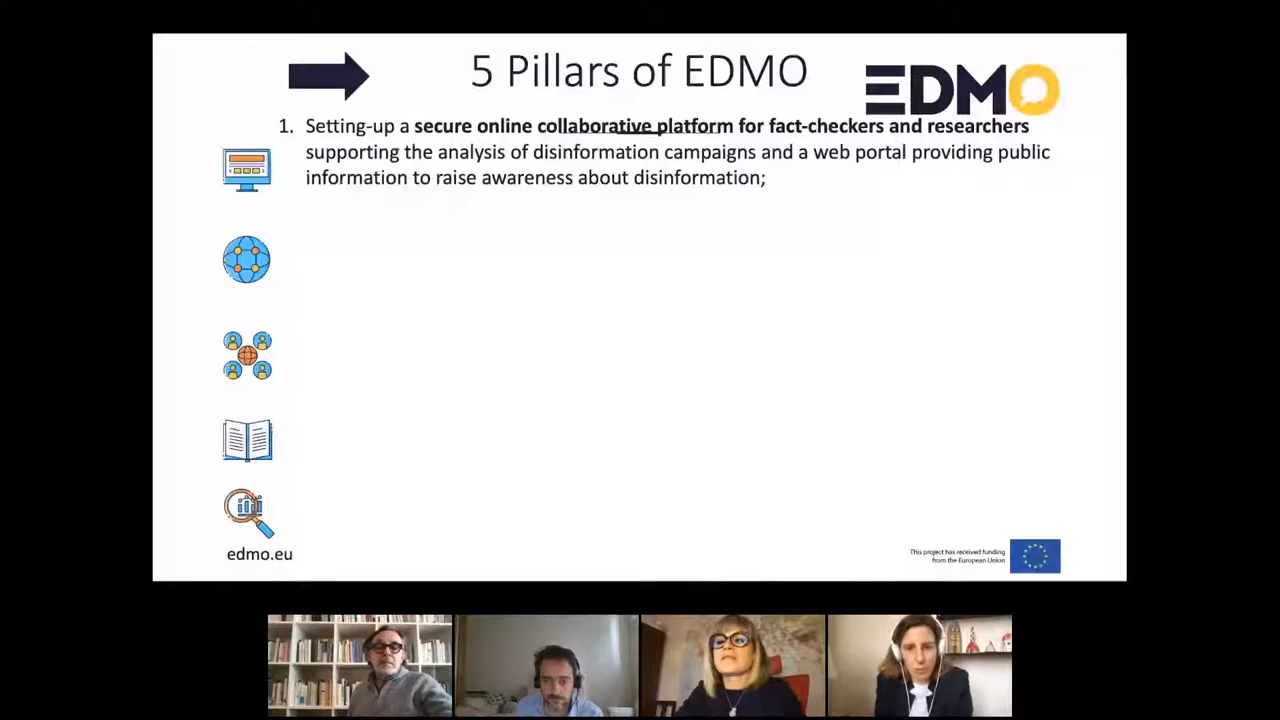 5 Pillars of EDMO
EDMO
1. Setting-up a secure online collaborative platform for fact-checkers and researchers
supporting the analysis of disinformation campaigns and a web portal providing public
information to raise awareness about disinformation;
edmo.eu
This project has received funding
from the European Union